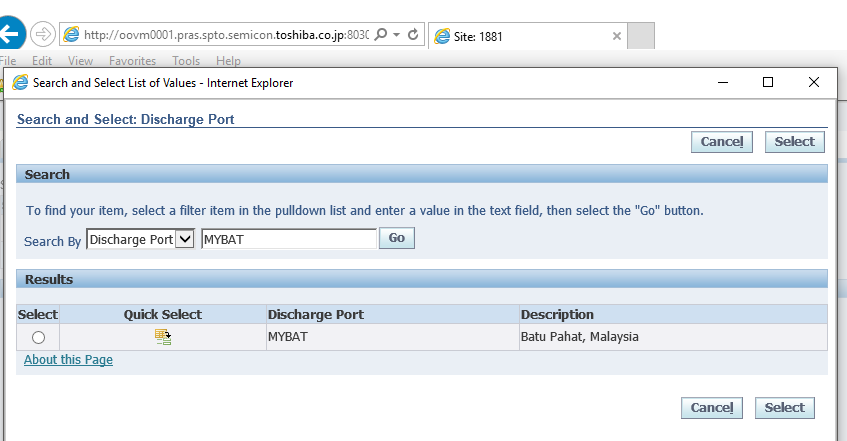 http://oovm0001.pras.spto.semicon.toshiba.co.jp:803
Site: 1881
File Edit View Favorites Tools Help
Search and Select List of Values - Internet Explorer
Search and Select: Discharge Port
Cancel Select
Search
To find your item, select a filter item in the pulldown list and enter a value in the text field, then select the "Go" button.
Search By Discharge Port MYBAT Go
Results
Select Quick Select Discharge Port Description
MYBAT Batu Pahat, Malaysia
About this Page
Cancel Select